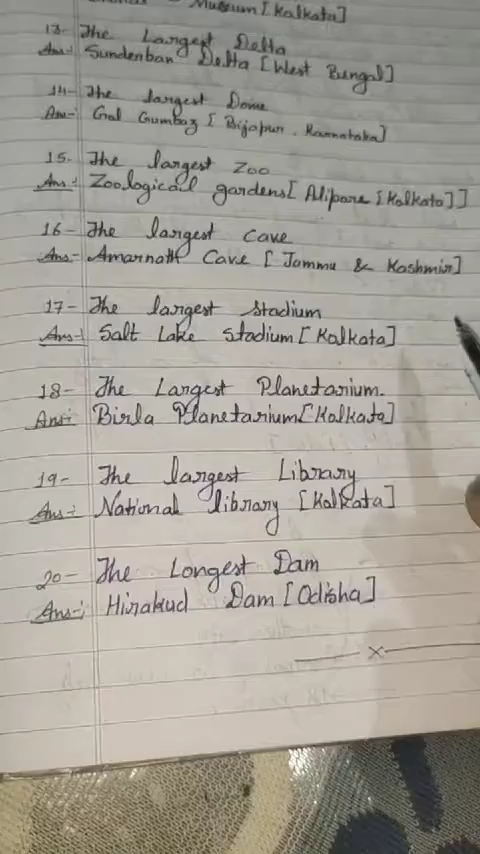 Museum [Kolkata]
13- The Largest Delta
Ans:- Sundenban Delta [West Bungal]
14- The largest Dome
Ans:- Gol Gumbaz [Bijapur. Karnataka]
15. The largest Zoo
Ans:- Zoological gardens [Alipore [Kolkata]]
16- The largest Cave
Ans:- Amarnath Cave [Jammu & Kashmir]
17- The largest Stadium
Ans:- Salt Lake Stadium [Kolkata]
18- The Largest Planetarium.
Ans:- Birla Planetarium [Kolkata]
19- The largest Library
Ans:- National library [Kolkata]
20- The Longest Dam
Ans:- Hirakud Dam [Odisha]
x